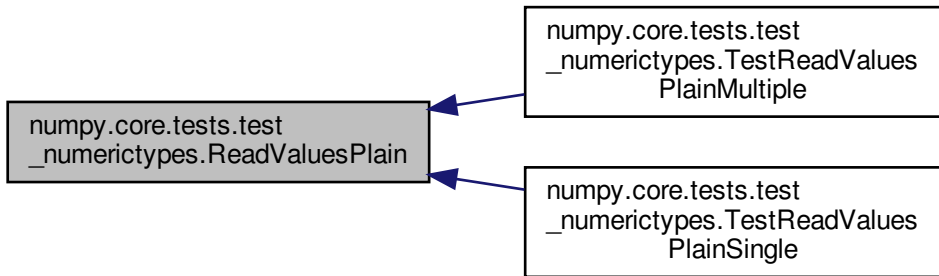 numpy.core.tests.test
_numerictypes.ReadValuesPlain
numpy.core.tests.test
_numerictypes.TestReadValues
PlainMultiple
numpy.core.tests.test
_numerictypes.TestReadValues
PlainSingle